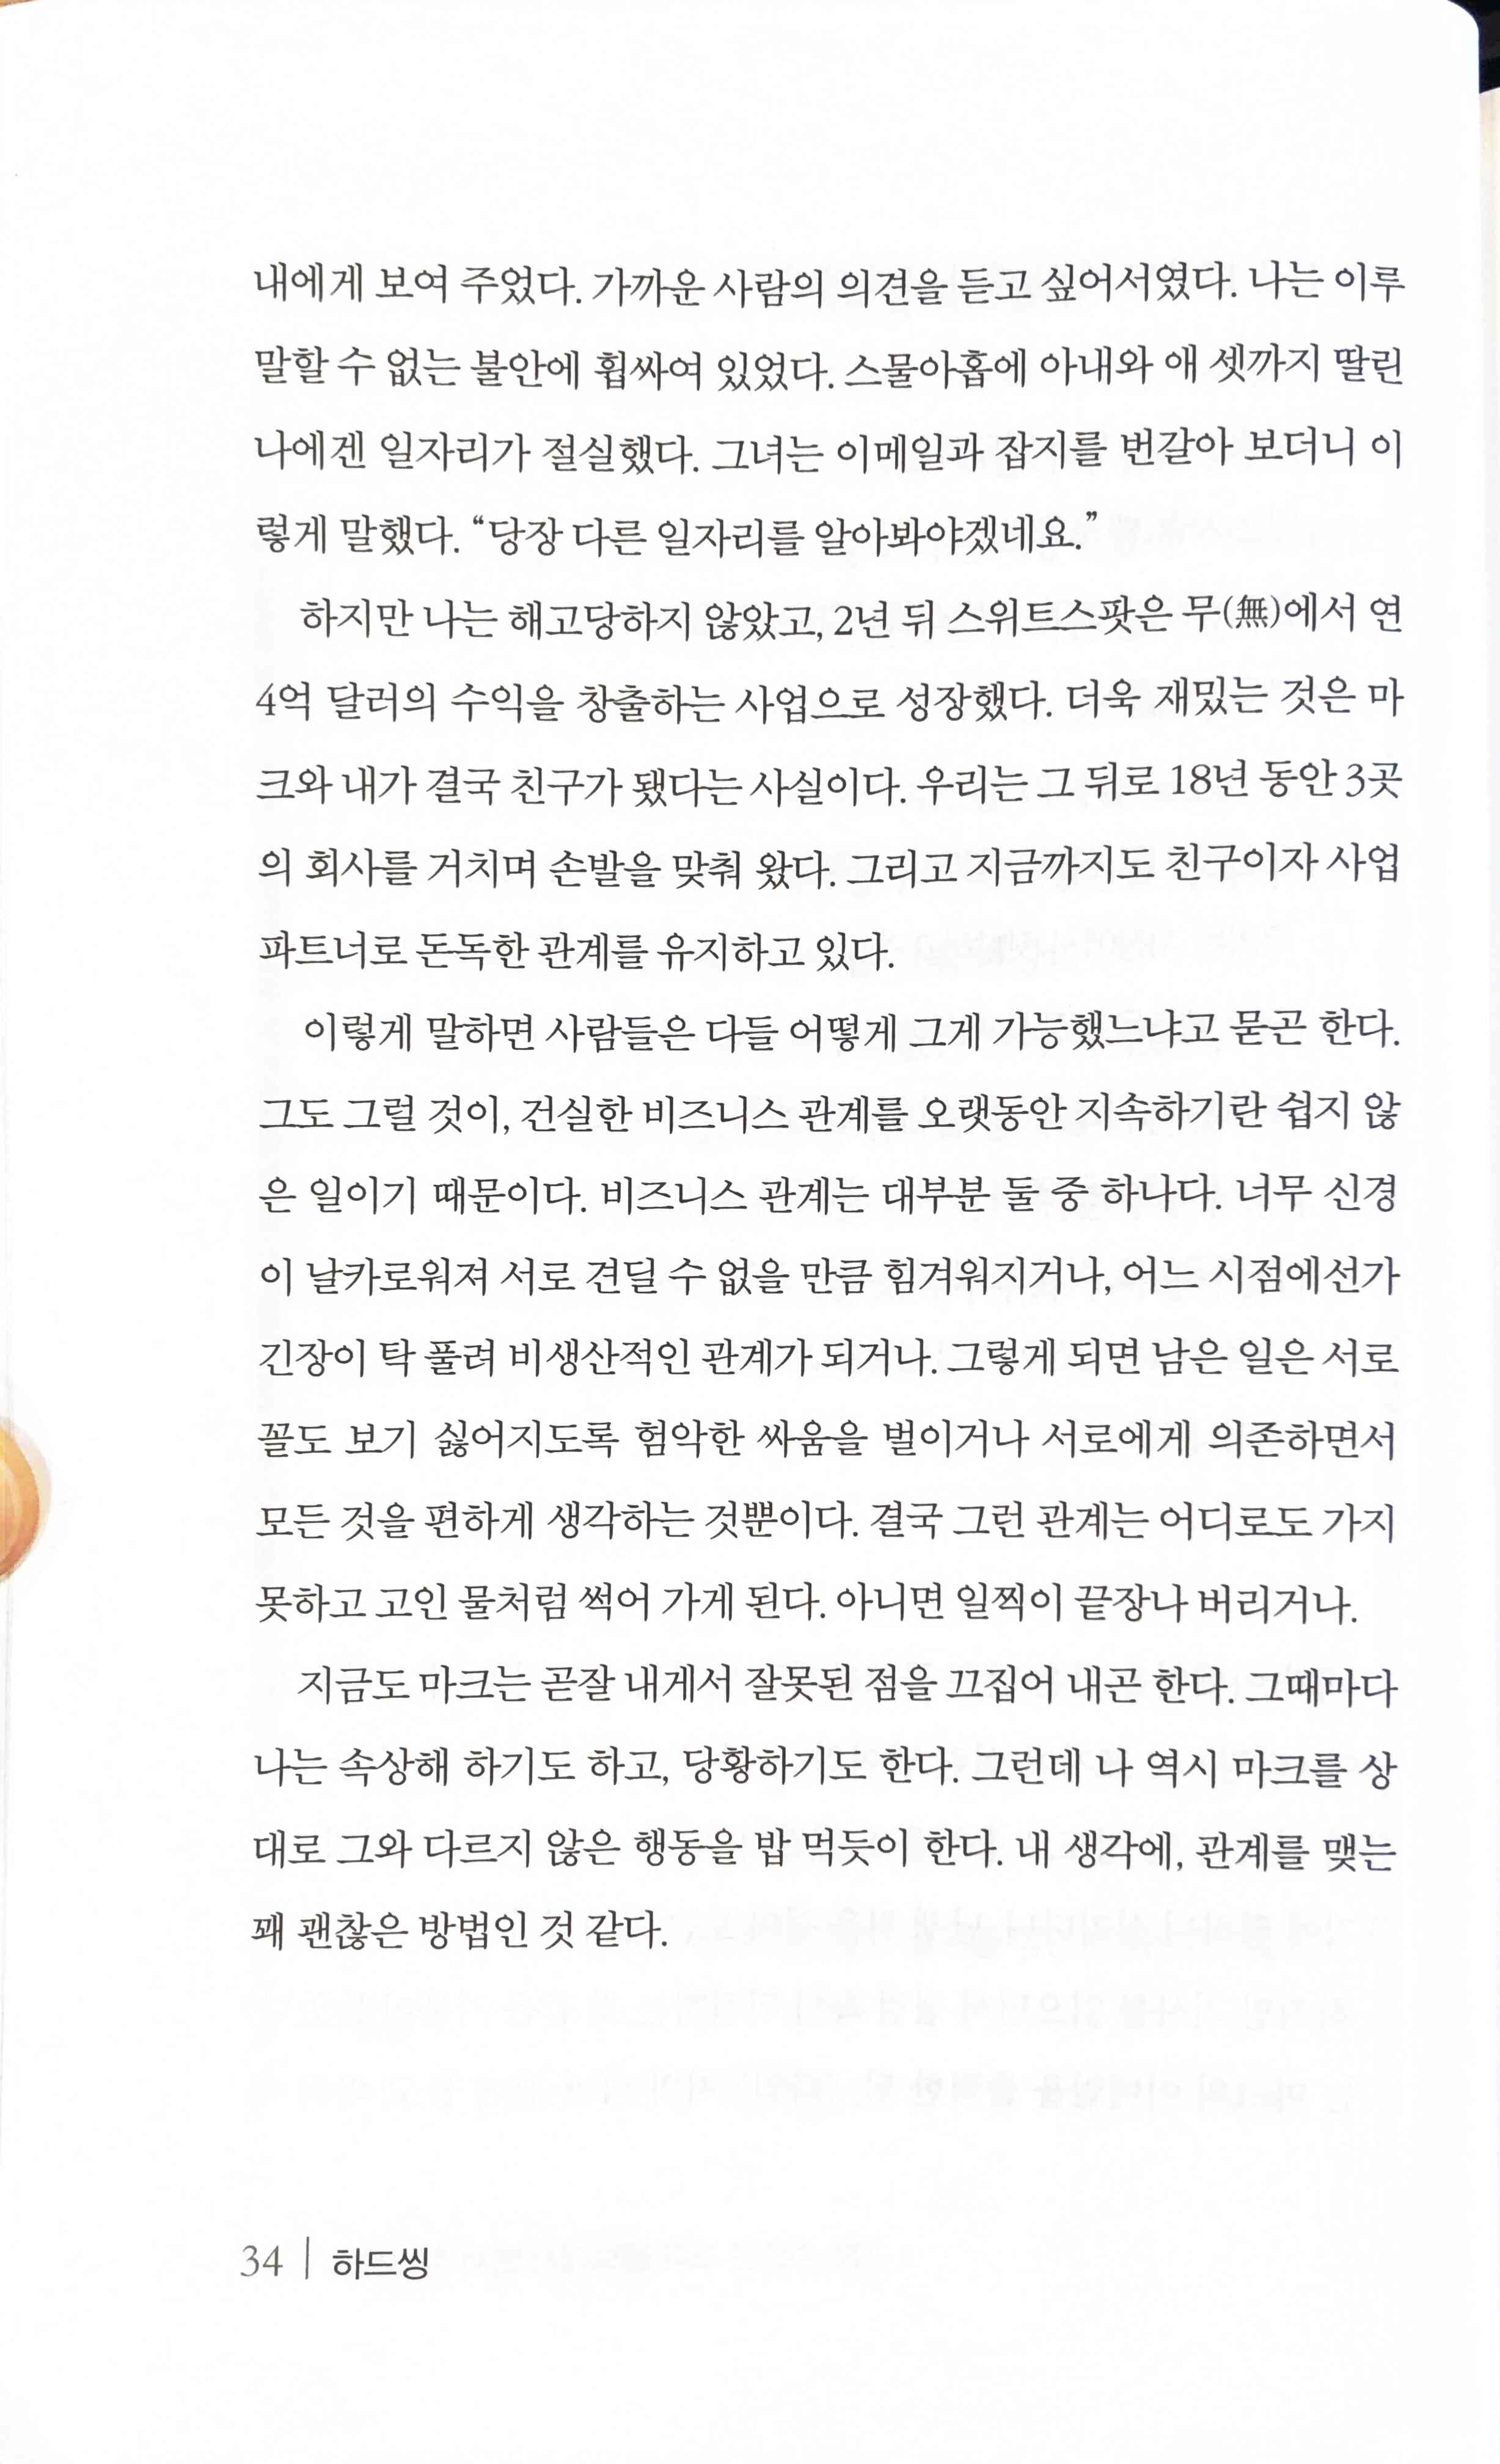 내에게 보여 주었다. 가까운 사람의 의견을 듣고 싶어서였다. 나는 이루
말할 수 없는 불안에 휩싸여 있었다. 스물아홉에 아내와 애 셋까지 딸린
나에겐 일자리가 절실했다. 그녀는 이메일과 잡지를 번갈아 보더니 이
렇게 말했다. “당장 다른 일자리를 알아봐야겠네요.”
하지만 나는 해고당하지 않았고, 2년 뒤 스위트스팟은 무(無)에서 연
4억 달러의 수익을 창출하는 사업으로 성장했다. 더욱 재밌는 것은 마
크와 내가 결국 친구가 됐다는 사실이다. 우리는 그 뒤로 18년 동안 3곳
의 회사를 거치며 손발을 맞춰 왔다. 그리고 지금까지도 친구이자 사업
파트너로 돈독한 관계를 유지하고 있다.
이렇게 말하면 사람들은 다들 어떻게 그게 가능했느냐고 묻곤 한다.
그도 그럴 것이, 건실한 비즈니스 관계를 오랫동안 지속하기란 쉽지 않
은 일이기 때문이다. 비즈니스 관계는 대부분 둘 중 하나다. 너무 신경
이 날카로워져 서로 견딜 수 없을 만큼 힘겨워지거나, 어느 시점에선가
긴장이 탁 풀려 비생산적인 관계가 되거나. 그렇게 되면 남은 일은 서로
꼴도 보기 싫어지도록 험악한 싸움을 벌이거나 서로에게 의존하면서
모든 것을 편하게 생각하는 것뿐이다. 결국 그런 관계는 어디로도 가지
못하고 고인 물처럼 썩어 가게 된다. 아니면 일찍이 끝장나 버리거나.
지금도 마크는 곧잘 내게서 잘못된 점을 끄집어 내곤 한다. 그때마다
나는 속상해 하기도 하고, 당황하기도 한다. 그런데 나 역시 마크를 상
대로 그와 다르지 않은 행동을 밥 먹듯이 한다. 내 생각에, 관계를 맺는
꽤 괜찮은 방법인 것 같다.
34 | 하드씽